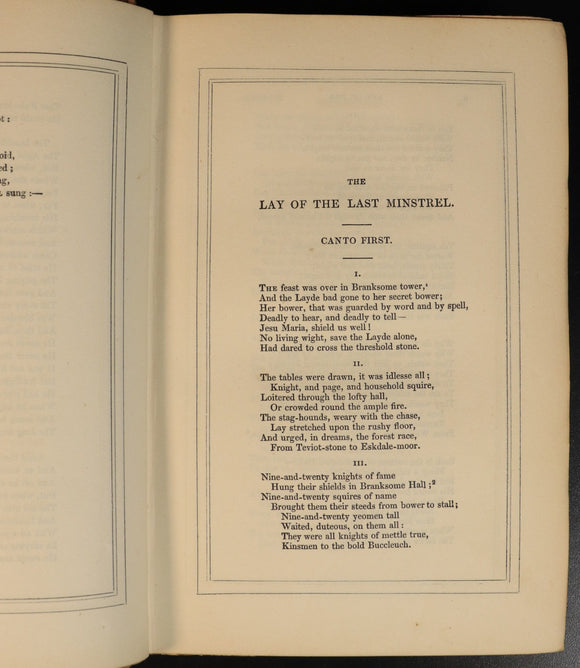 t:
oid,
ed;
ng,
sung :—
THE
LAY OF THE LAST MINSTREL.
CANTO FIRST.
I.
THE feast was over in Branksome tower,¹
And the Layde bad gone to her secret bower;
Her bower, that was guarded by word and by spell,
Deadly to hear, and deadly to tell—
Jesu Maria, shield us well!
No living wight, save the Layde alone,
Had dared to cross the threshold stone.
II.
The tables were drawn, it was idlesse all;
Knight, and page, and household squire,
Loitered through the lofty hall,
Or crowded round the ample fire.
The stag-hounds, weary with the chase,
Lay stretched upon the rushy floor,
And urged, in dreams, the forest race,
From Teviot-stone to Eskdale-moor.
III.
Nine-and-twenty knights of fame
Hung their shields in Branksome Hall;²
Nine-and-twenty squires of name
Brought them their steeds from bower to stall;
Nine-and-twenty yeomen tall
Waited, duteous, on them all:
They were all knights of mettle true,
Kinsmen to the bold Buccleuch.